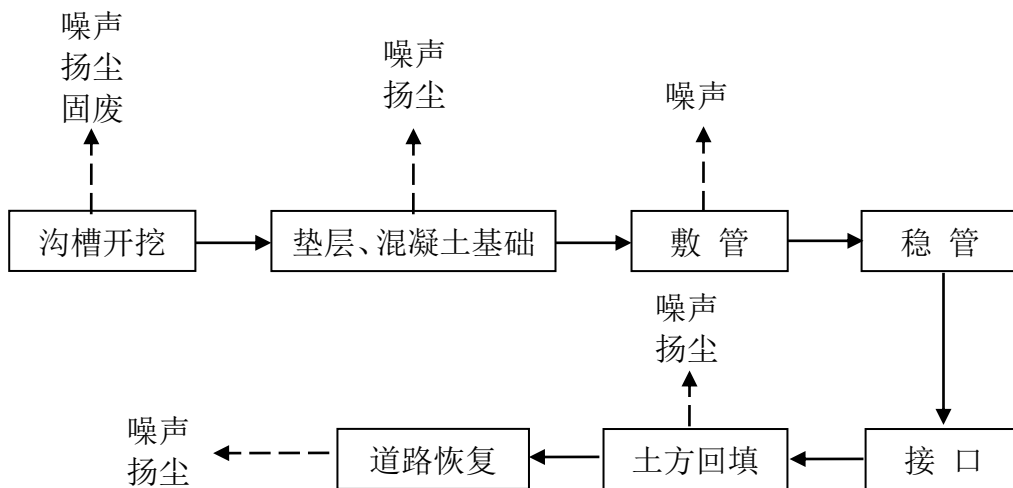 噪声
扬尘
固废
噪声
扬尘
噪声
沟槽开挖
垫层、混凝土基础
敷 管
稳 管
噪声
扬尘
噪声
扬尘
道路恢复
土方回填
接 口